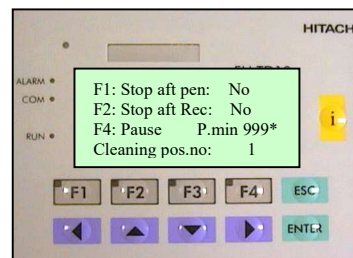 HITACH
ALARM
COM
RUN
F1: Stop aft pen: No
F2: Stop aft Rec: No
F4: Pause P.min 999*
Cleaning pos.no: 1
i
F1 F2 F3 F4 ESC
ENTER